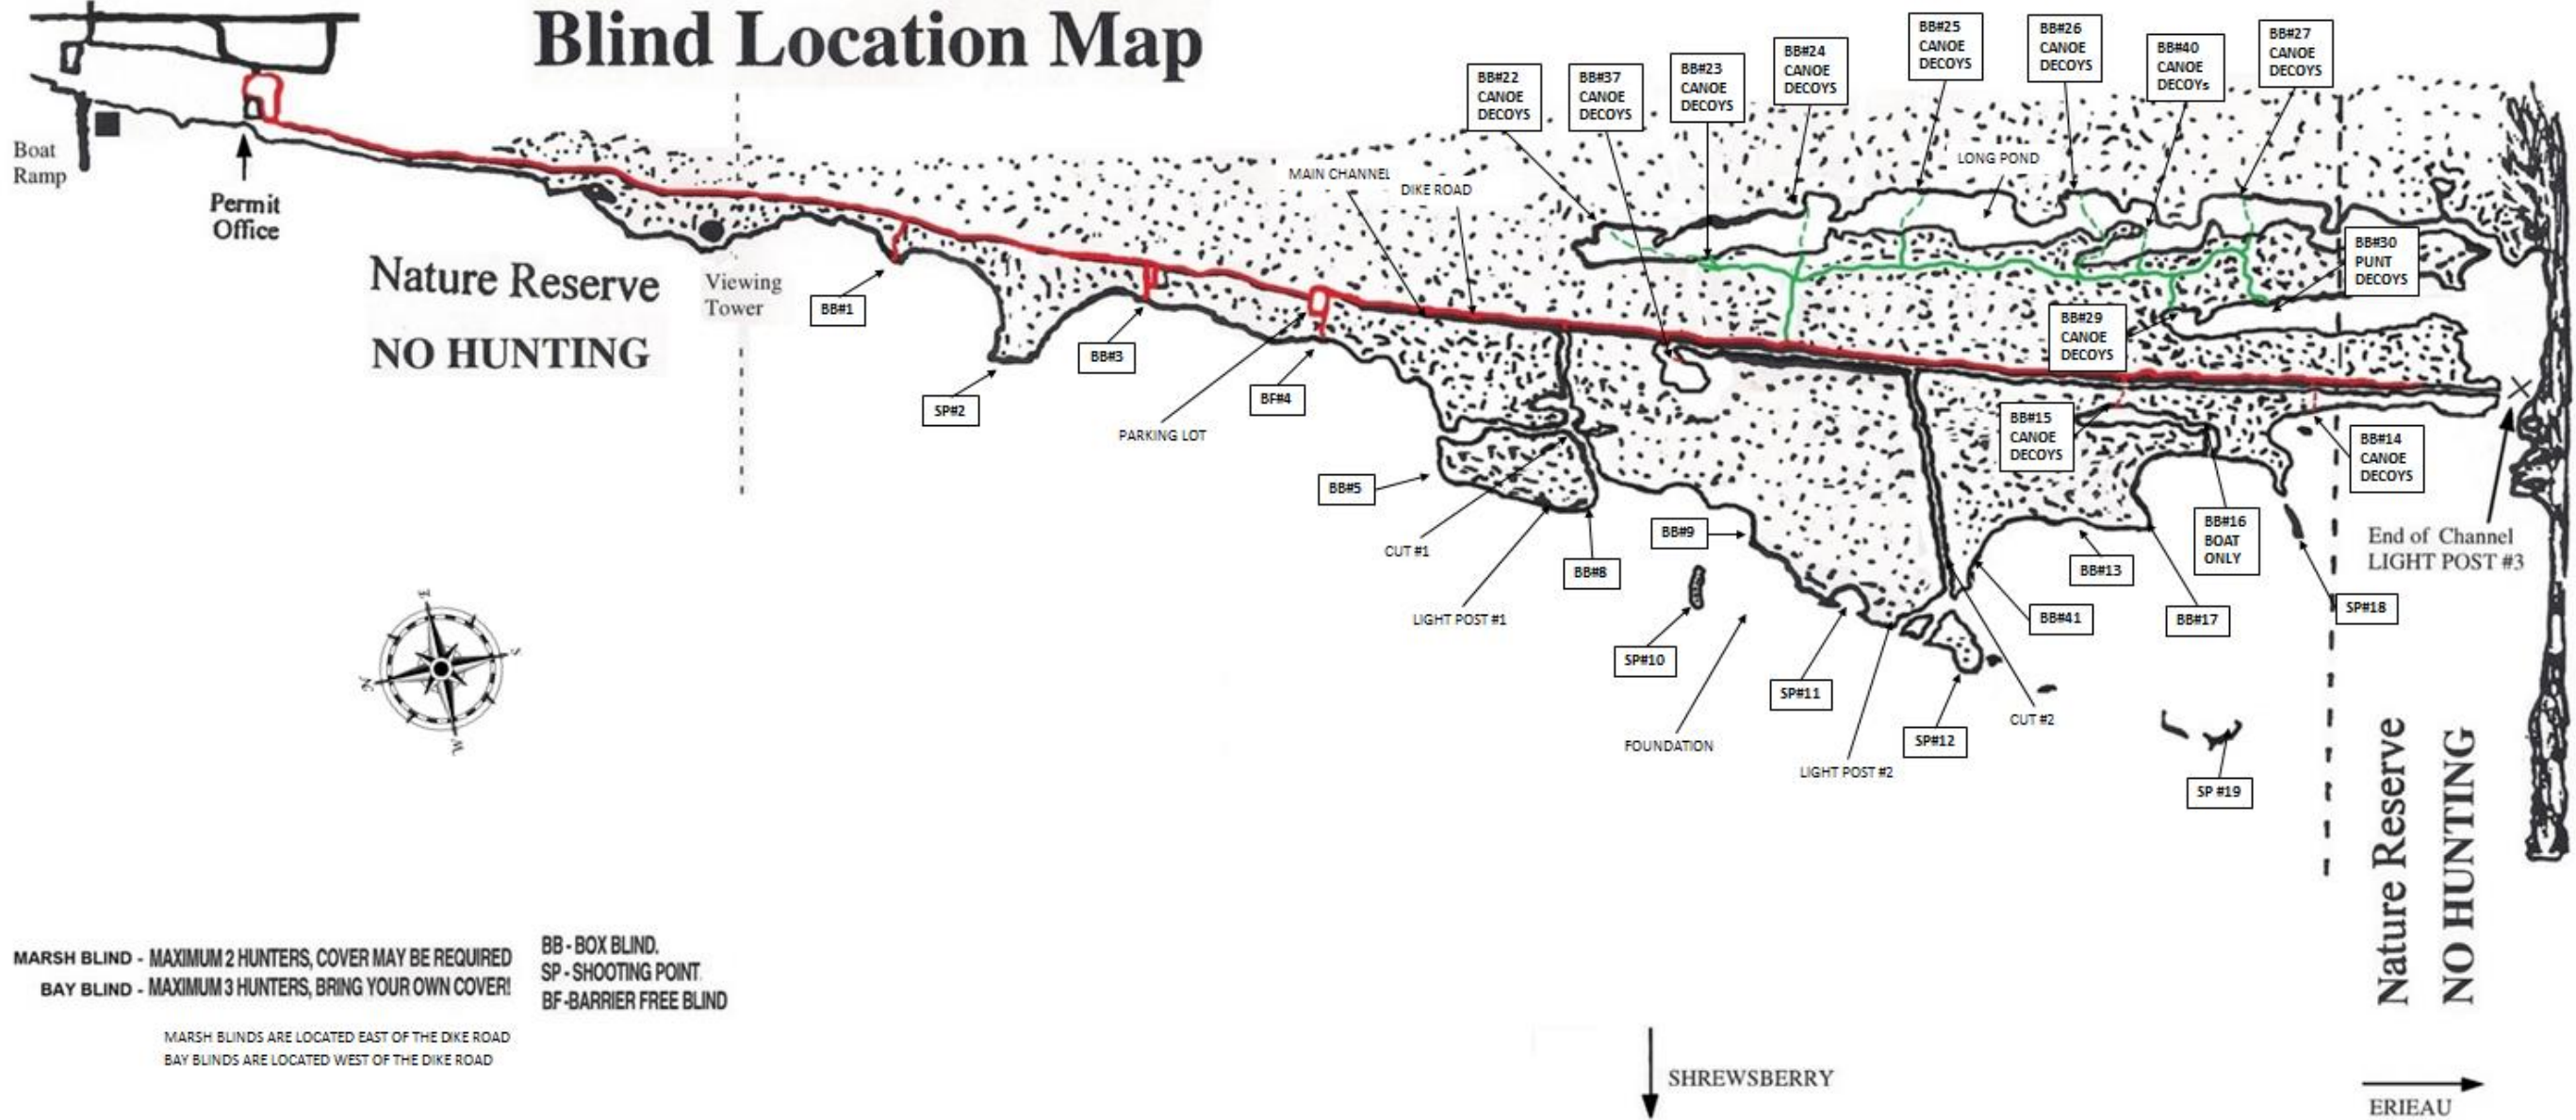 Blind Location Map
BB#22
CANOE
DECOYS
BB#37
CANOE
DECOYS
BB#23
CANOE
DECOYS
BB#24
CANOE
DECOYS
BB#25
CANOE
DECOYS
BB#26
CANOE
DECOYS
BB#40
CANOE
DECOYs
BB#27
CANOE
DECOYS
Boat
Ramp
Permit
Office
MAIN CHANNEL
DIKE ROAD
LONG POND
Nature Reserve
NO HUNTING
Viewing
Tower
BB#1
SP#2
BB#3
BF#4
PARKING LOT
BB#30
PUNT
DECOYS
BB#29
CANOE
DECOYS
BB#15
CANOE
DECOYS
BB#14
CANOE
DECOYS
BB#5
CUT #1
LIGHT POST #1
BB#8
BB#9
SP#10
FOUNDATION
SP#11
LIGHT POST #2
SP#12
CUT #2
BB#41
BB#13
BB#17
BB#16
BOAT
ONLY
SP#18
SP #19
End of Channel
LIGHT POST #3
E
S
N
W
Nature Reserve
NO HUNTING
MARSH BLIND - MAXIMUM 2 HUNTERS, COVER MAY BE REQUIRED
BAY BLIND - MAXIMUM 3 HUNTERS, BRING YOUR OWN COVER!
BB - BOX BLIND.
SP - SHOOTING POINT.
BF -BARRIER FREE BLIND
MARSH BLINDS ARE LOCATED EAST OF THE DIKE ROAD
BAY BLINDS ARE LOCATED WEST OF THE DIKE ROAD
SHREWSBERRY
ERIEAU